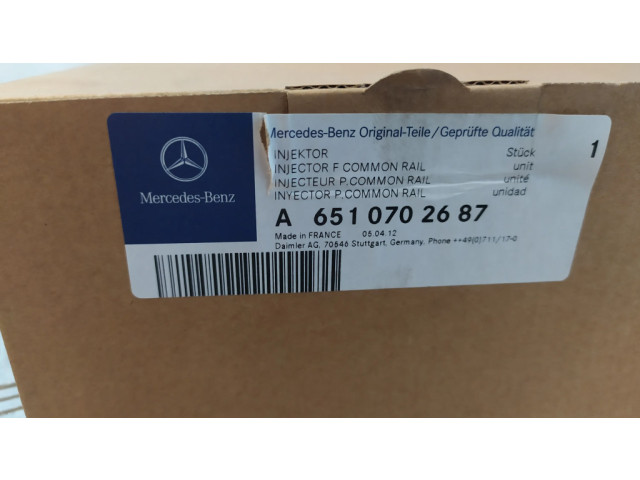 Mercedes-Benz
Mercedes-Benz Original-Teile/Geprüfte Qualität
INJEKTOR Stück 1
INJECTOR F COMMON RAIL unit
INJECTEUR P.COMMON RAIL unité
INYECTOR P.COMMON RAIL unidad
A 651 070 26 87
Made in FRANCE 05.04.12
Daimler AG, 70546 Stuttgart, Germany, Phone ++49(0)711/17-0